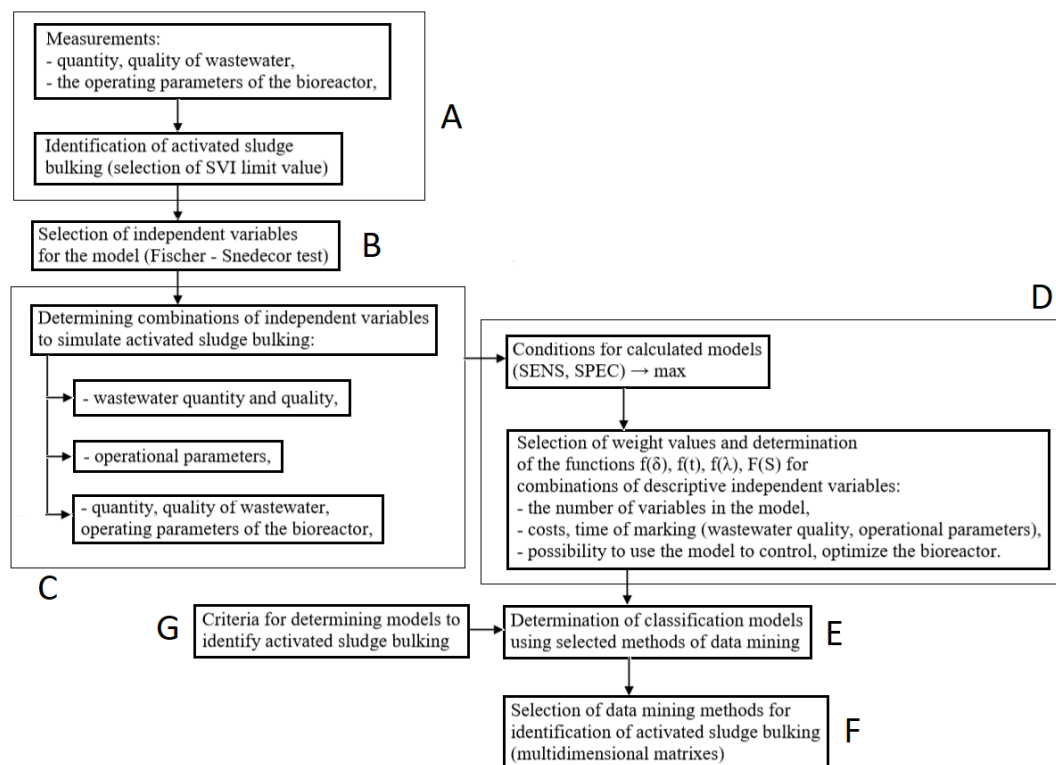 Measurements:
- quantity, quality of wastewater,
- the operating parameters of the bioreactor,
A
Identification of activated sludge
bulking (selection of SVI limit value)
Selection of independent variables
for the model (Fischer - Snedecor test)
B
Determining combinations of independent variables
to simulate activated sludge bulking:
- wastewater quantity and quality,
- operational parameters,
- quantity, quality of wastewater,
operating parameters of the bioreactor,
C
D
Conditions for calculated models
(SENS, SPEC) → max
Selection of weight values and determination
of the functions f(δ), f(t), f(λ), F(S) for
combinations of descriptive independent variables:
- the number of variables in the model,
- costs, time of marking (wastewater quality, operational parameters),
- possibility to use the model to control, optimize the bioreactor.
G
Criteria for determining models to
identify activated sludge bulking
Determination of classification models
using selected methods of data mining
E
Selection of data mining methods for
identification of activated sludge bulking
(multidimensional matrixes)
F